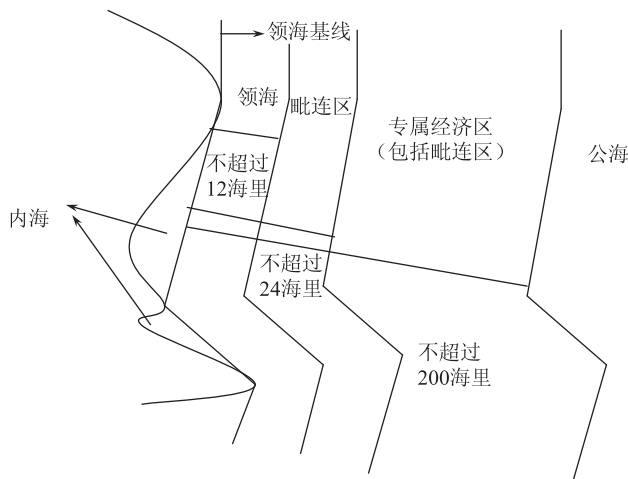 领海基线
领海
毗连区
专属经济区
（包括毗连区）
公海
不超过
12海里
内海
不超过
24海里
不超过
200海里